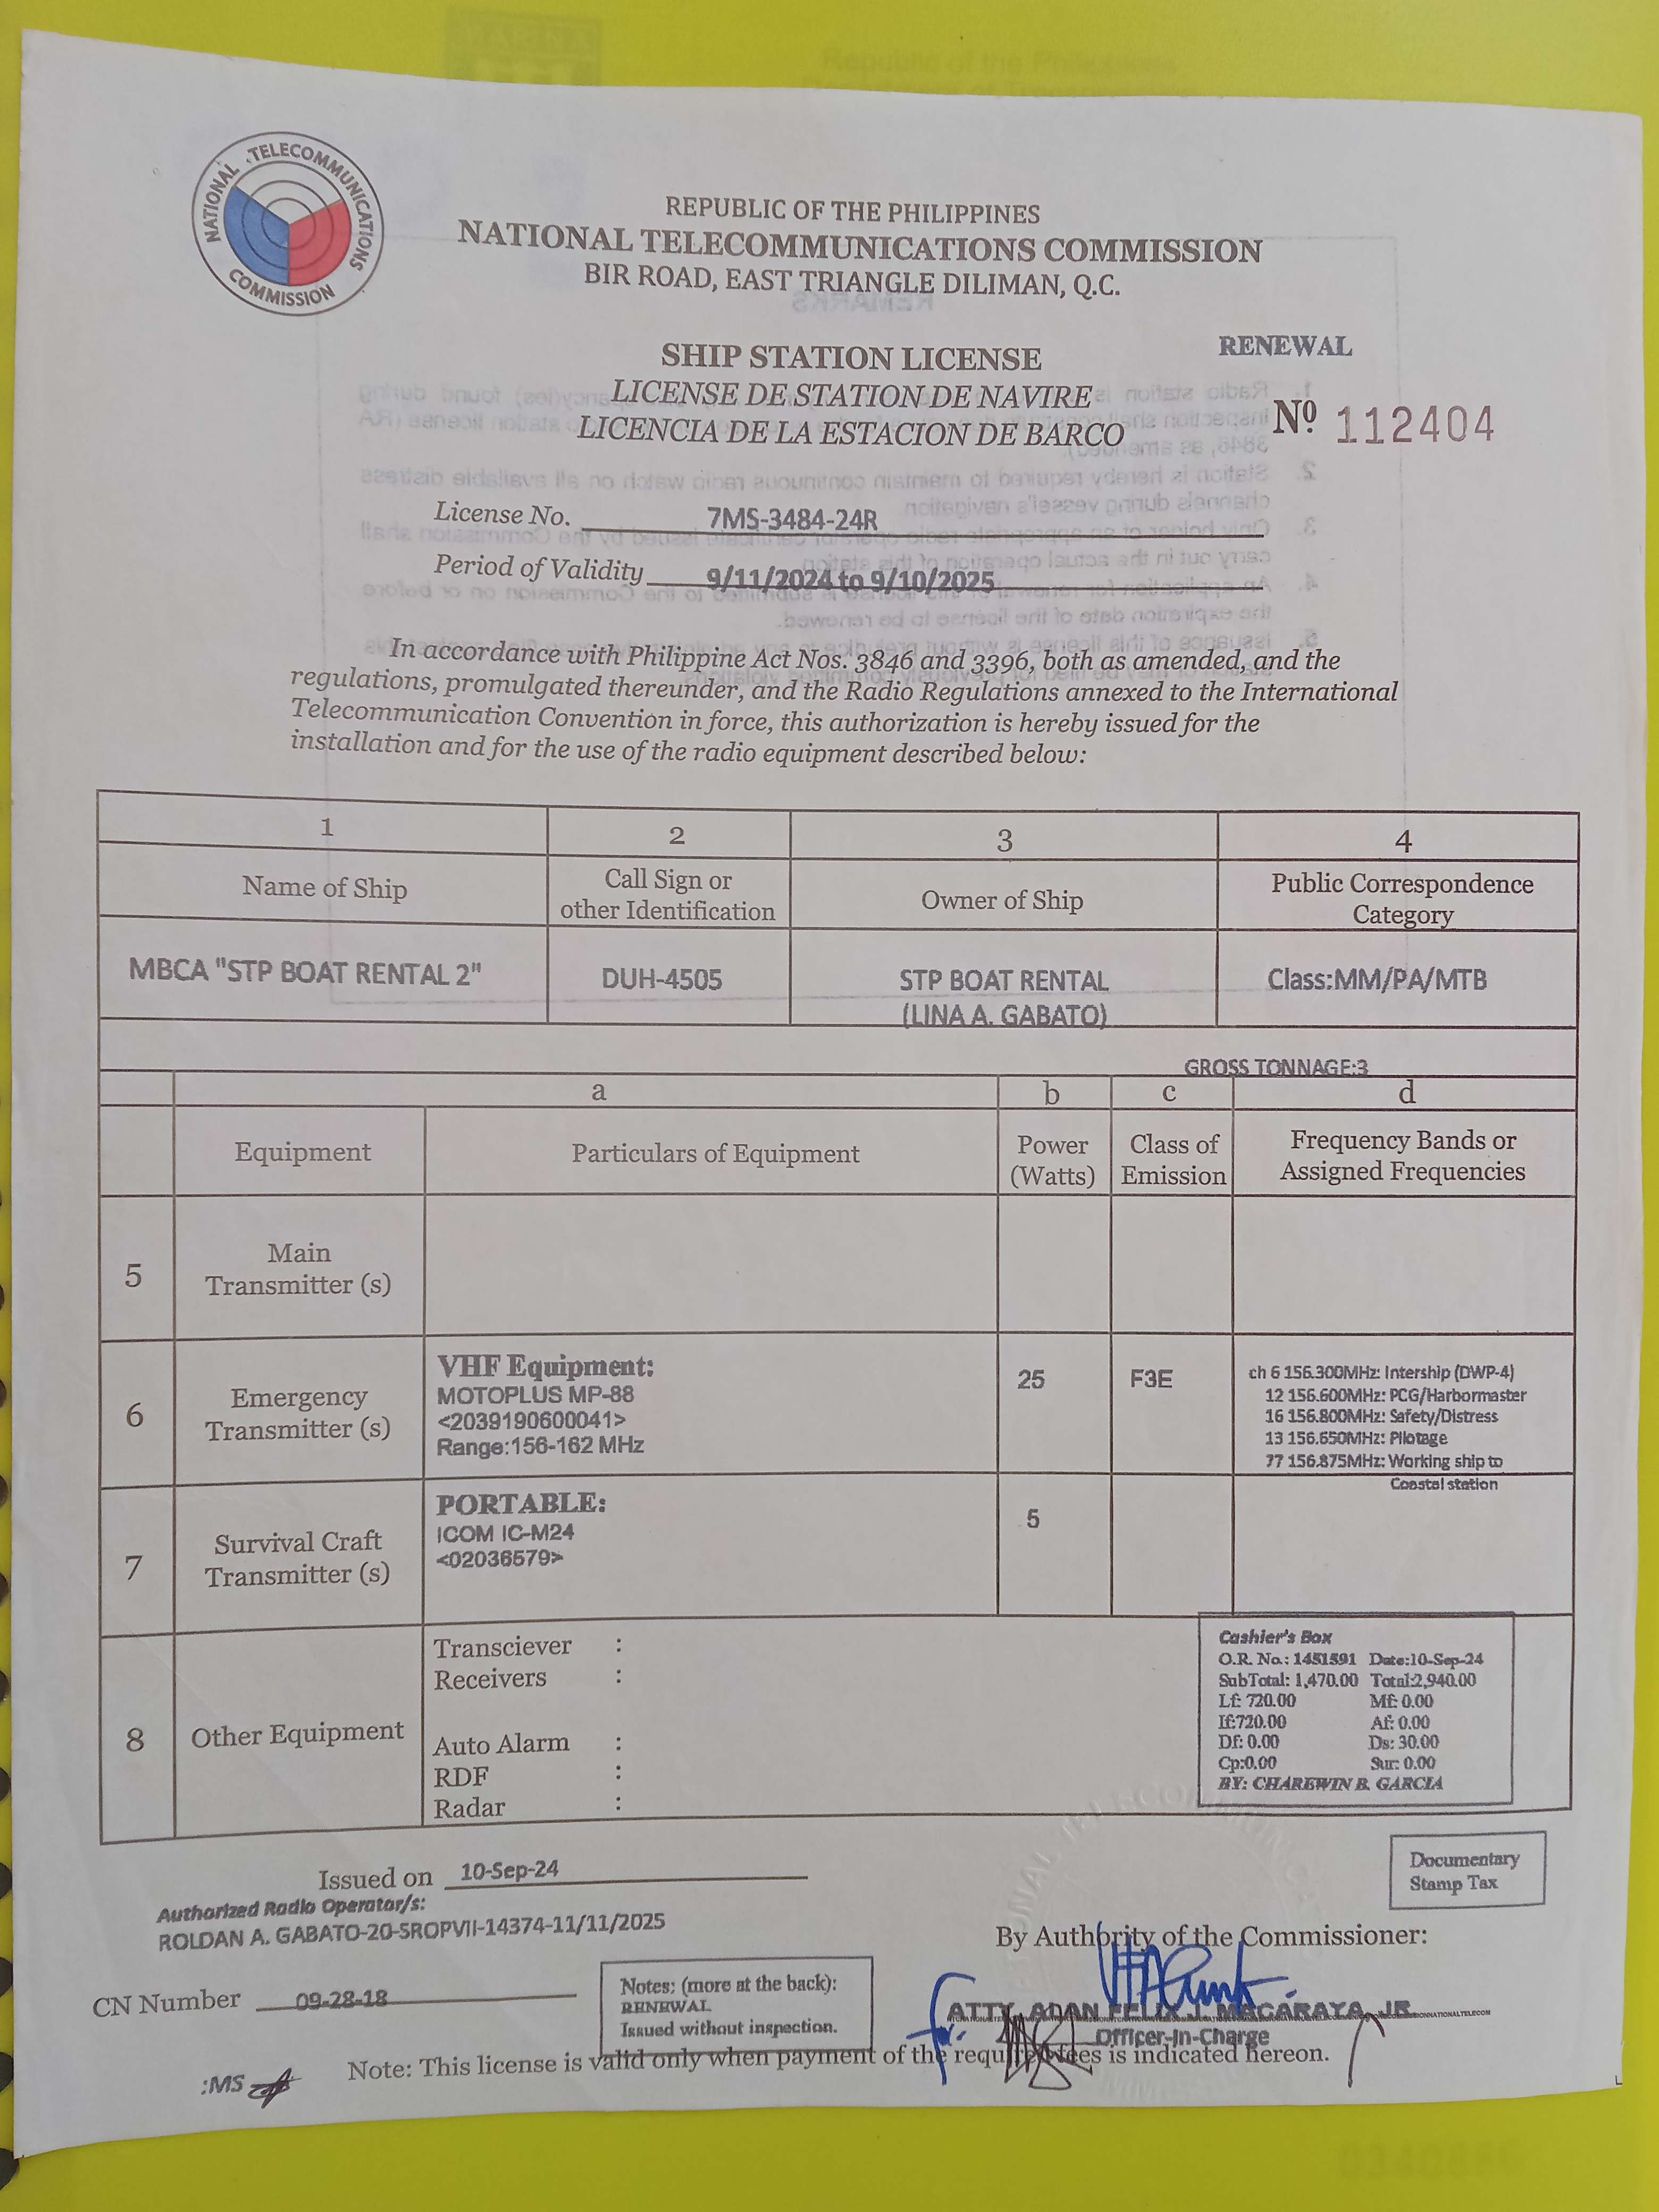 NATIONAL TELECOMMUNICATIONS COMMISSION
REPUBLIC OF THE PHILIPPINES
NATIONAL TELECOMMUNICATIONS COMMISSION
BIR ROAD, EAST TRIANGLE DILIMAN, Q.C.
RENEWAL
SHIP STATION LICENSE
LICENSE DE STATION DE NAVIRE
LICENCIA DE LA ESTACION DE BARCO
Nº 112404
License No. 7MS-3484-24R
Period of Validity 9/11/2024 to 9/10/2025
In accordance with Philippine Act Nos. 3846 and 3396, both as amended, and the
regulations, promulgated thereunder, and the Radio Regulations annexed to the International
Telecommunication Convention in force, this authorization is hereby issued for the
installation and for the use of the radio equipment described below:
1 2 3 4
Name of Ship
Call Sign or
other Identification
Owner of Ship
Public Correspondence
Category
MBCA "STP BOAT RENTAL 2"
DUH-4505
STP BOAT RENTAL
(LINA A. GABATO)
Class:MM/PA/MTB
GROSS TONNAGE:3
a b c d
Equipment
Particulars of Equipment
Power
(Watts)
Class of
Emission
Frequency Bands or
Assigned Frequencies
5
Main
Transmitter (s)
6
Emergency
Transmitter (s)
VHF Equipment:
MOTOPLUS MP-88
<2039190600041>
Range:156-162 MHz
25
F3E
ch 6 156.300MHz: Intership (DWP-4)
12 156.600MHz: PCG/Harbormaster
16 156.800MHz: Safety/Distress
13 156.650MHz: Pilotage
77 156.875MHz: Working ship to
Coastal station
7
Survival Craft
Transmitter (s)
PORTABLE:
ICOM IC-M24
<02036579>
5
8
Other Equipment
Transciever :
Receivers :
Auto Alarm :
RDF :
Radar :
Cashier's Box
O.R. No.: 1451591 Date:10-Sep-24
SubTotal: 1,470.00 Total:2,940.00
Lf: 720.00 Mf: 0.00
If:720.00 Af: 0.00
Df: 0.00 Ds: 30.00
Cp:0.00 Sur: 0.00
BY: CHAREWIN B. GARCIA
Issued on 10-Sep-24
Documentary
Stamp Tax
Authorized Radio Operator/s:
ROLDAN A. GABATO-20-SROPVII-14374-11/11/2025
By Authority of the Commissioner:
CN Number 09-28-18
Notes: (more at the back):
RENEWAL
Issued without inspection.
ATTY. ADAN FELIX J. MACARAYA, JR.
Officer-In-Charge
Note: This license is valid only when payment of the required fees is indicated hereon.
:MS